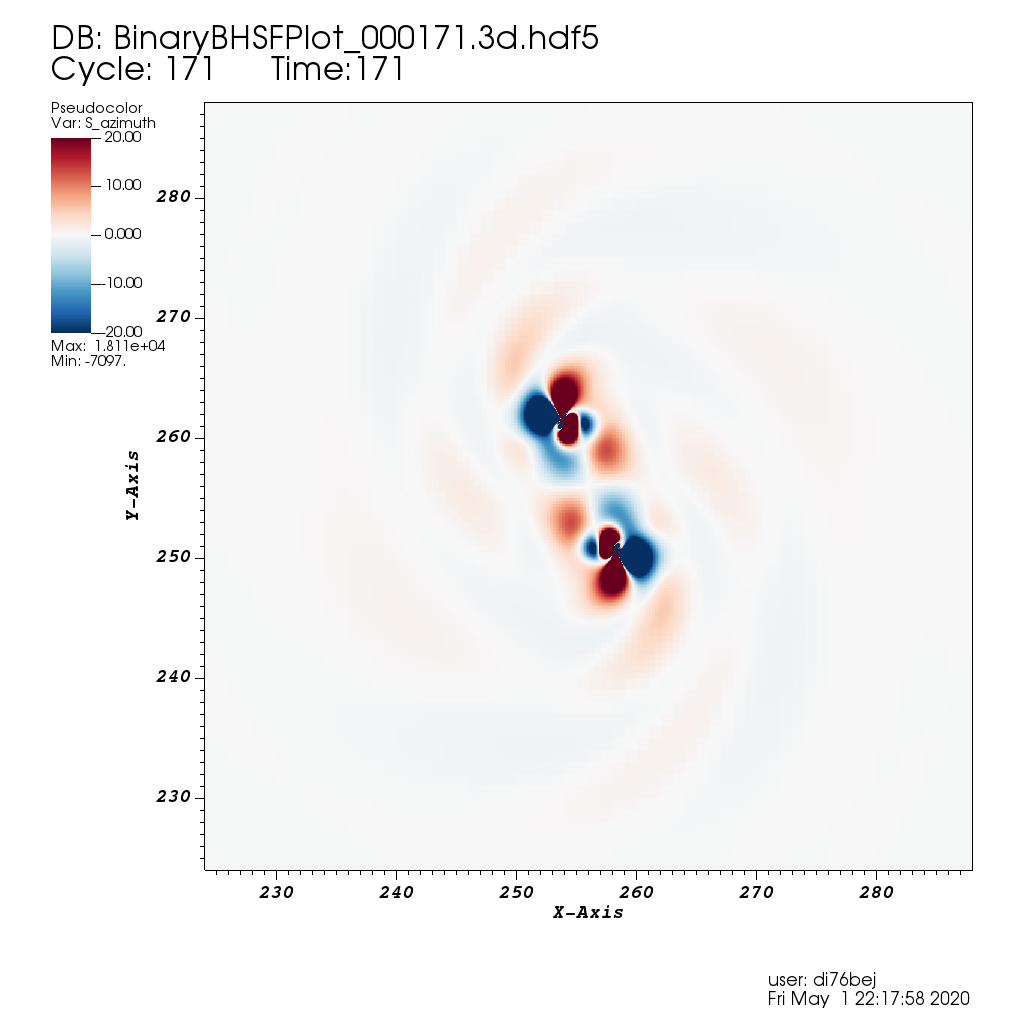 DB: BinaryBHSFPlot_000171.3d.hdf5
Cycle: 171 Time:171
Pseudocolor
Var: S_azimuth
20.00
10.00
0.000
-10.00
-20.00
Max: 1.811e+04
Min: -7097.
280
270
260
250
240
230
Y-Axis
230 240 250 260 270 280
X-Axis
user: di76bej
Fri May 1 22:17:58 2020